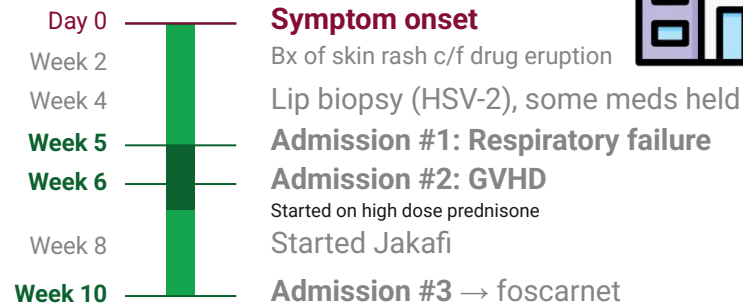 Day 0 Symptom onset
Week 2 Bx of skin rash c/f drug eruption
Week 4 Lip biopsy (HSV-2), some meds held
Week 5 Admission #1: Respiratory failure
Week 6 Admission #2: GVHD
Started on high dose prednisone
Week 8 Started Jakafi
Week 10 Admission #3 → foscarnet